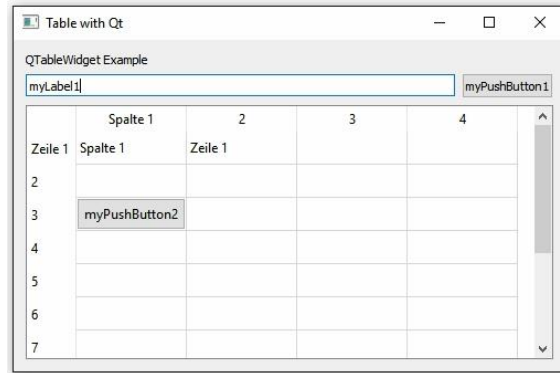 Table with Qt
QTableWidget Example
myLabel1 myPushButton1
Spalte 1 2 3 4
Zeile 1 Spalte 1 Zeile 1
2
3 myPushButton2
4
5
6
7